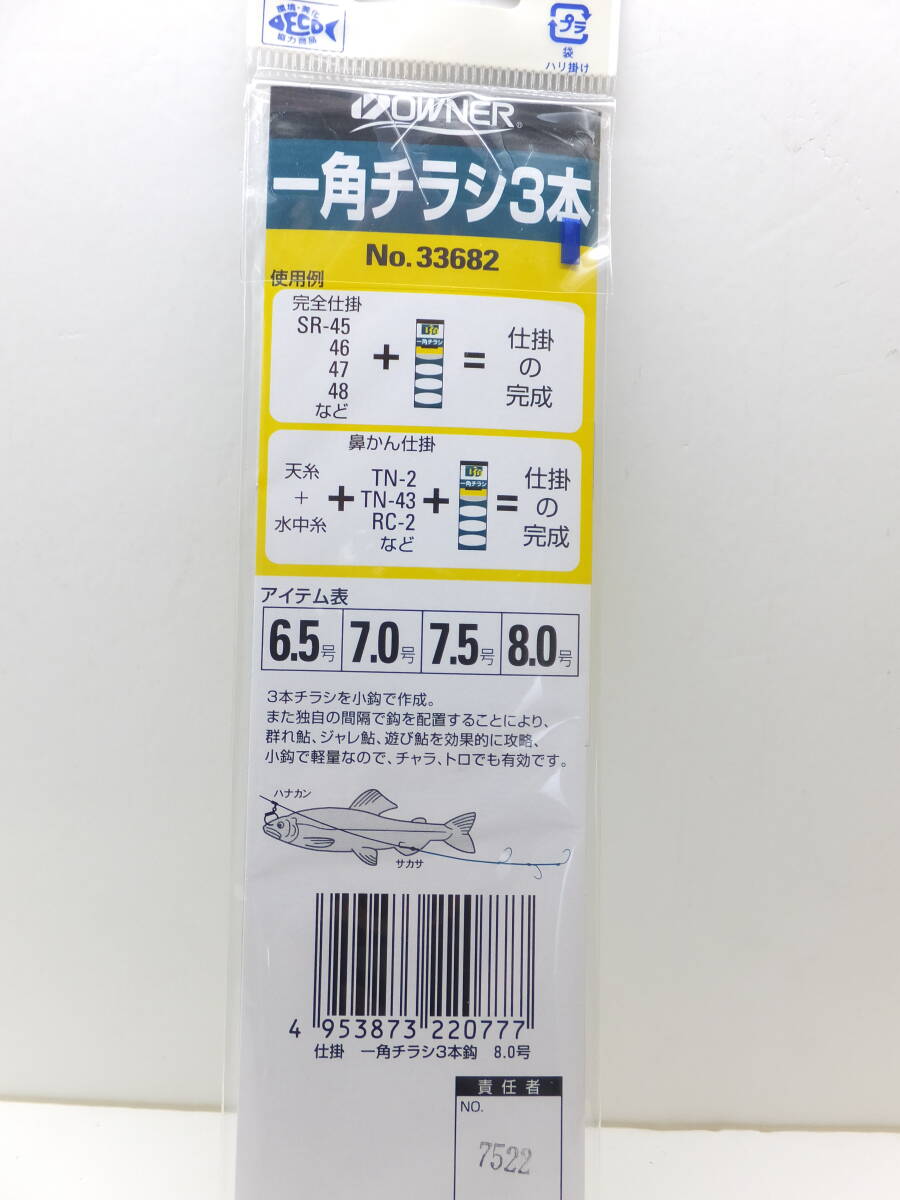 環境・美化
ECO
協力商品
プラ
袋
ハリ掛け
OWNER®
一角チラシ3本
No.33682
使用例
完全仕掛
SR-45
46
47
48
など
+
一角チラシ
=
仕掛
の
完成
鼻かん仕掛
天糸
+
水中糸
+
TN-2
TN-43
RC-2
など
+
一角チラシ
=
仕掛
の
完成
アイテム表
6.5号 7.0号 7.5号 8.0号
3本チラシを小鈎で作成。
また独自の間隔で鈎を配置することにより、
群れ鮎、ジャレ鮎、遊び鮎を効果的に攻略、
小鈎で軽量なので、チャラ、トロでも有効です。
ハナカン
サカサ
4 953873 220777
仕掛 一角チラシ3本鈎 8.0号
責任者
NO.
7522